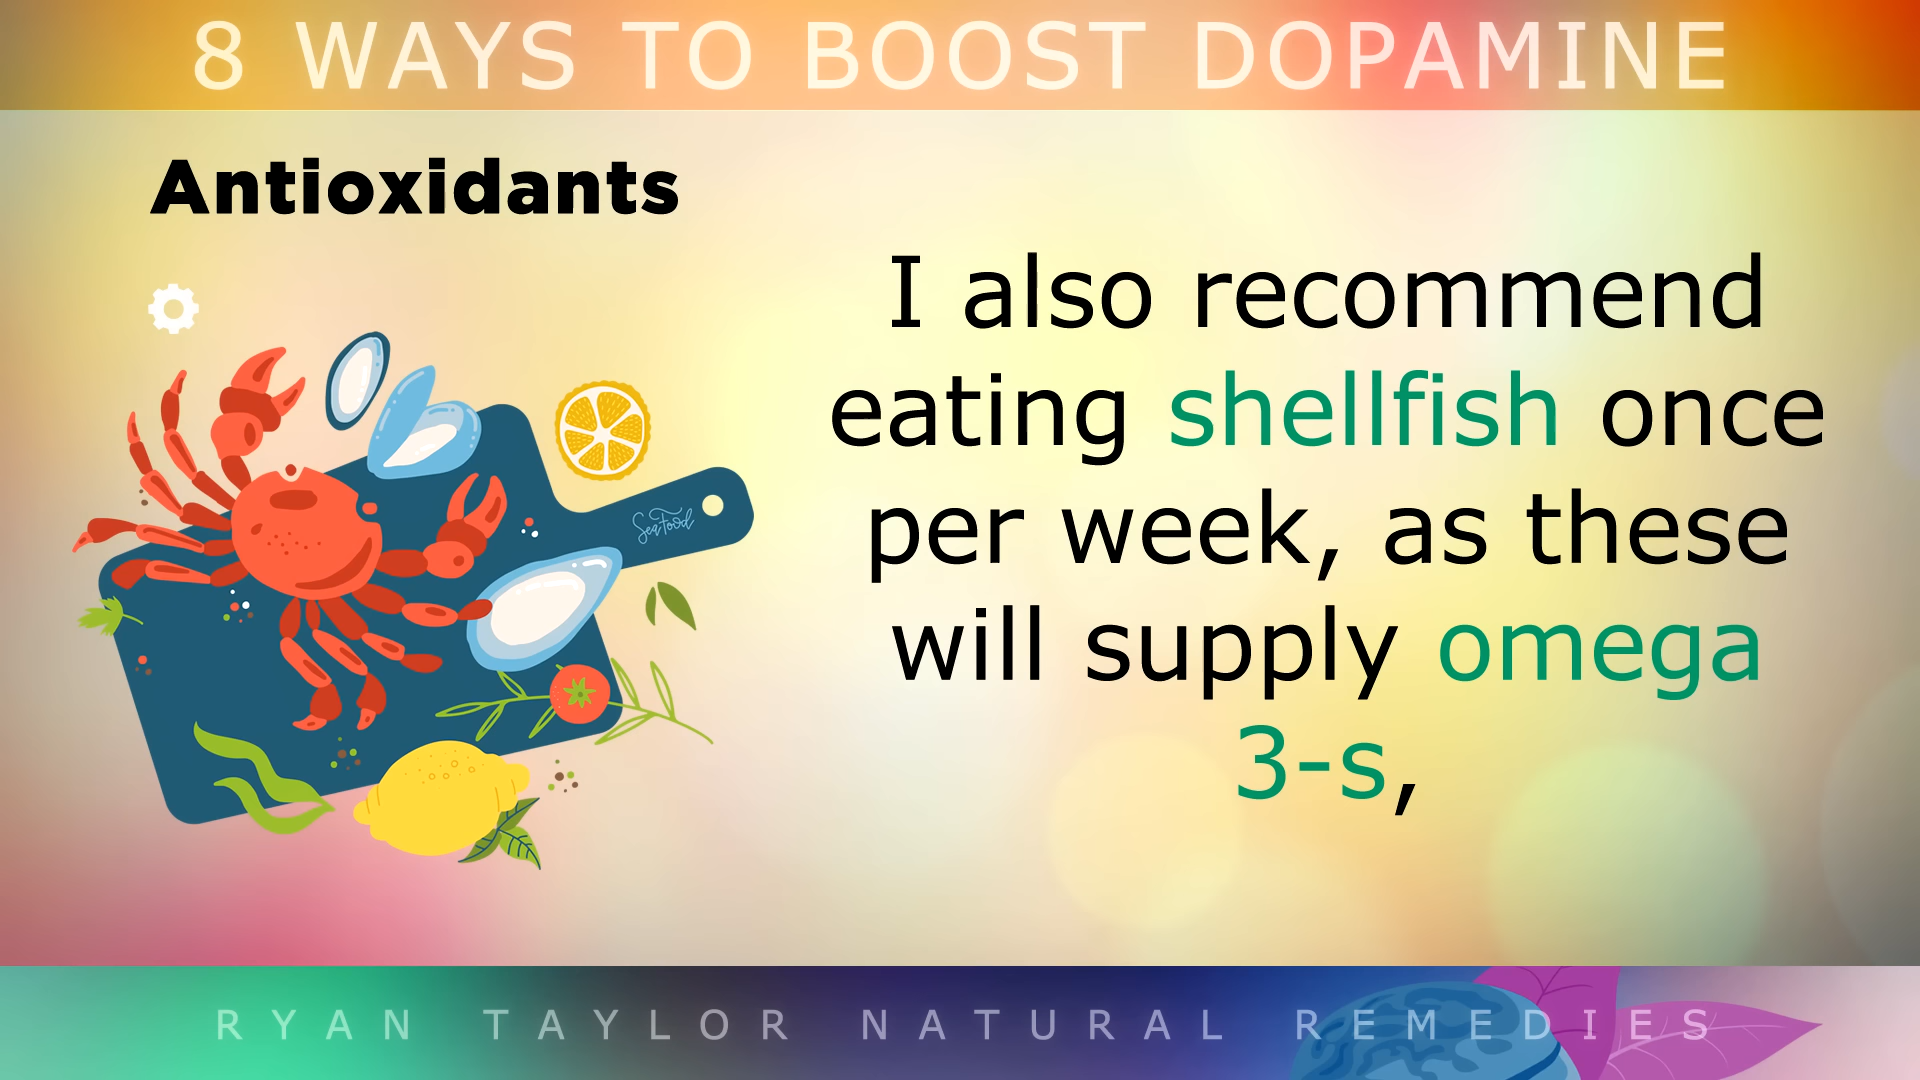 8 WAYS TO BOOST DOPAMINE
Antioxidants
I also recommend
eating shellfish once
per week, as these
will supply omega
3-s,
SeaFood
RYAN TAYLOR NATURAL REMEDIES